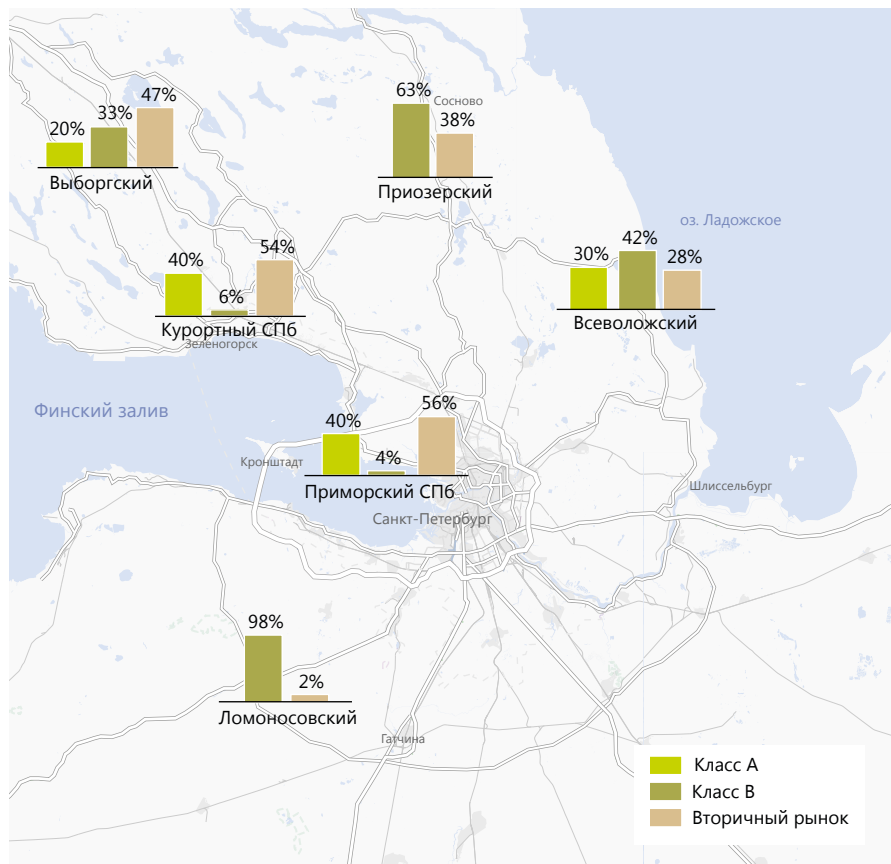 47%
33%
20%
Выборгский
63%
Сосново
38%
Приозерский
оз. Ладожское
54%
40%
6%
Курортный СПб
Зеленогорск
42%
30%
28%
Всеволожский
Финский залив
56%
40%
4%
Кронштадт
Приморский СПб
Шлиссельбург
Санкт-Петербург
98%
2%
Ломоносовский
Гатчина
Класс А
Класс В
Вторичный рынок